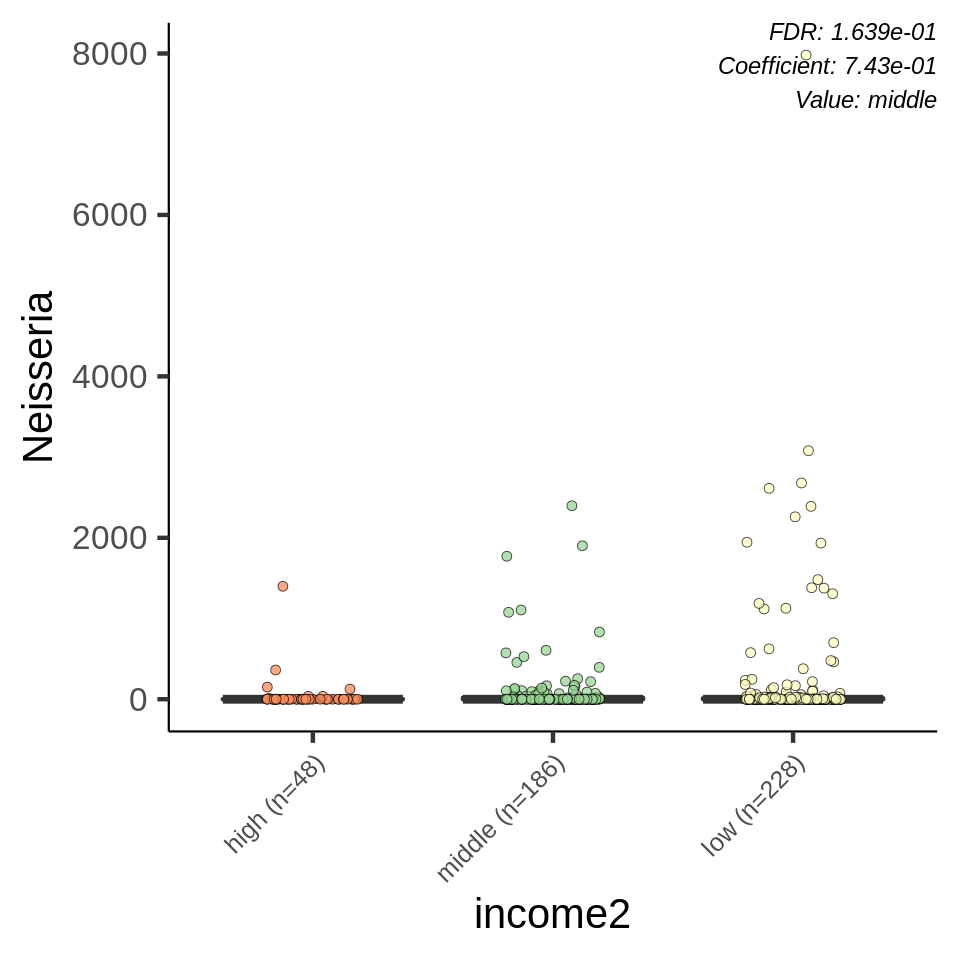 FDR: 1.639e-01
Coefficient: 7.43e-01
Value: middle
8000
6000
4000
2000
0
Neisseria
high (n=48)
middle (n=186)
low (n=228)
income2